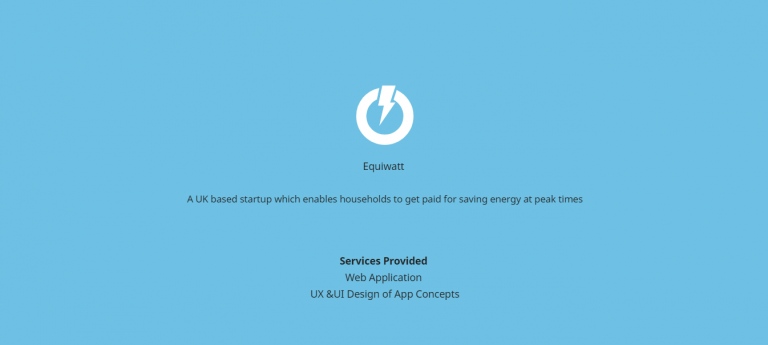 Equiwatt
A UK based startup which enables households to get paid for saving energy at peak times
Services Provided
Web Application
UX &UI Design of App Concepts